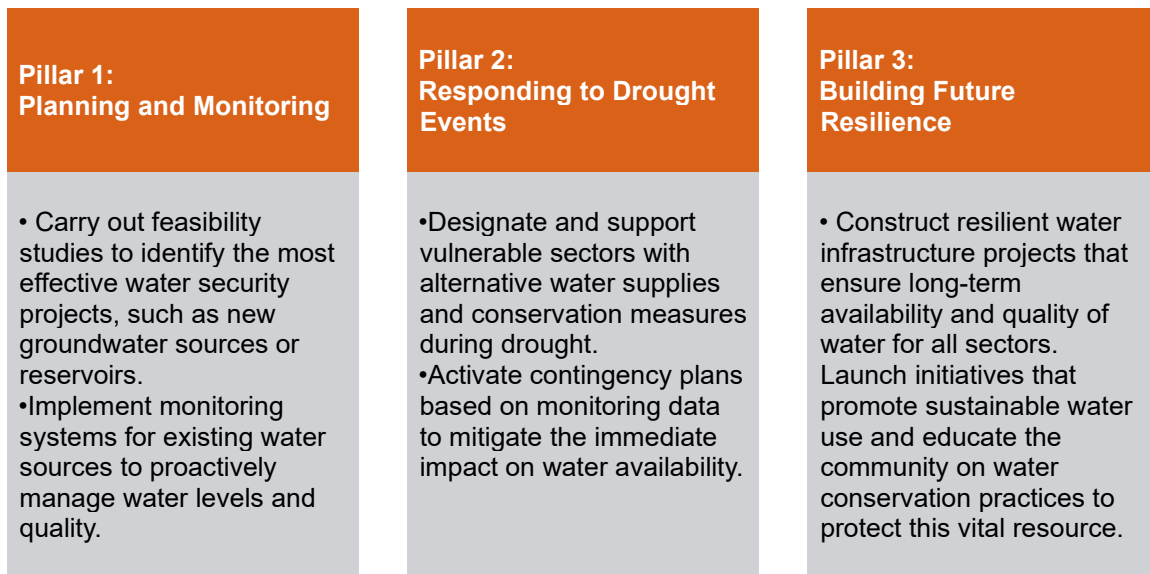 Pillar 1:
Planning and Monitoring
• Carry out feasibility
studies to identify the most
effective water security
projects, such as new
groundwater sources or
reservoirs.
•Implement monitoring
systems for existing water
sources to proactively
manage water levels and
quality.
Pillar 2:
Responding to Drought
Events
•Designate and support
vulnerable sectors with
alternative water supplies
and conservation measures
during drought.
•Activate contingency plans
based on monitoring data
to mitigate the immediate
impact on water availability.
Pillar 3:
Building Future
Resilience
• Construct resilient water
infrastructure projects that
ensure long-term
availability and quality of
water for all sectors.
Launch initiatives that
promote sustainable water
use and educate the
community on water
conservation practices to
protect this vital resource.